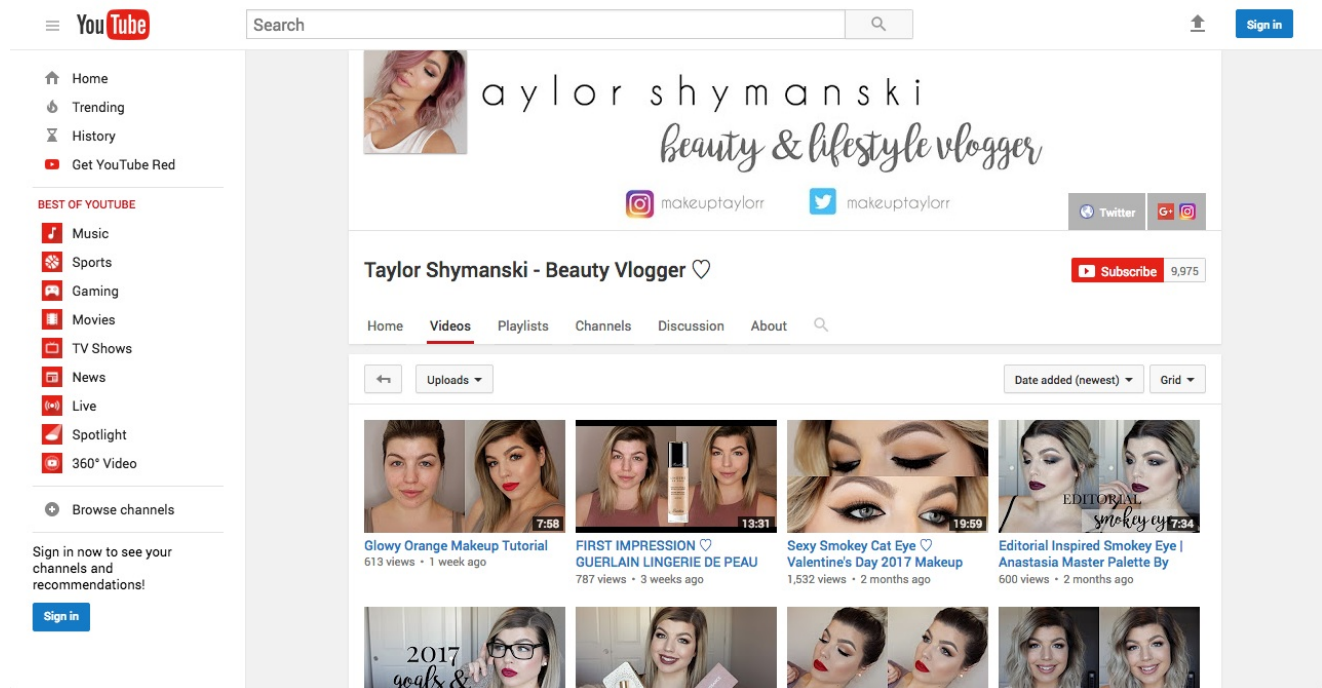 YouTube
Search
Sign in
Home
Trending
History
Get YouTube Red
BEST OF YOUTUBE
Music
Sports
Gaming
Movies
TV Shows
News
Live
Spotlight
360° Video
Browse channels
Sign in now to see your
channels and
recommendations!
Sign in
aylor shymanski
beauty & lifestyle vlogger
makeuptaylorr
makeuptaylorr
Twitter
G+
Taylor Shymanski - Beauty Vlogger ♡
Subscribe 9,975
Home Videos Playlists Channels Discussion About
Uploads
Date added (newest) Grid
7:58
Glowy Orange Makeup Tutorial
613 views • 1 week ago
13:31
FIRST IMPRESSION ♡
GUERLAIN LINGERIE DE PEAU
787 views • 3 weeks ago
19:59
Sexy Smokey Cat Eye ♡
Valentine's Day 2017 Makeup
1,532 views • 2 months ago
EDITORIAL
smokey eye
7:34
Editorial Inspired Smokey Eye |
Anastasia Master Palette By
600 views • 2 months ago
2017
goals &